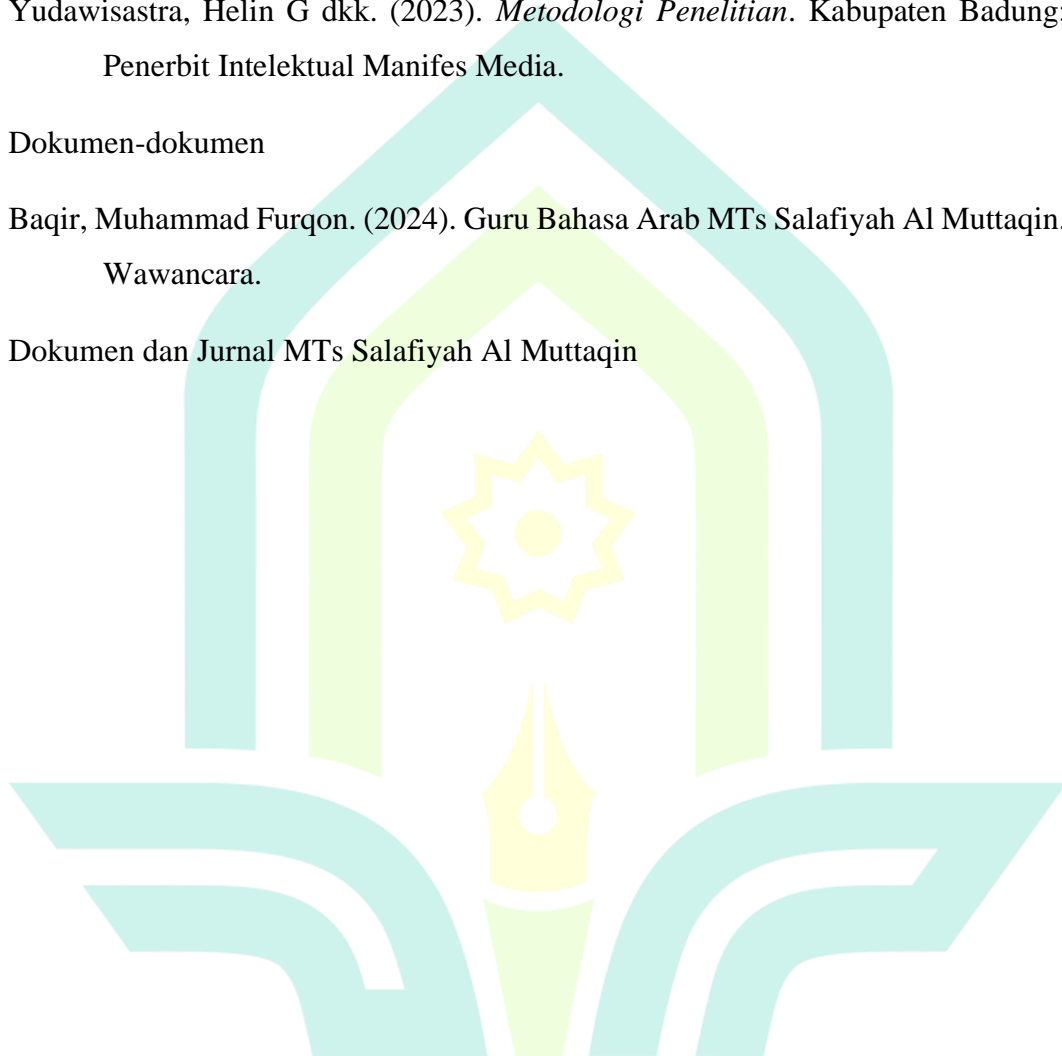 Yudawisastra, Helin G dkk. (2023). Metodologi Penelitian. Kabupaten Badung:
Penerbit Intelektual Manifes Media.
Dokumen-dokumen
Baqir, Muhammad Furqon. (2024). Guru Bahasa Arab MTs Salafiyah Al Muttaqin.
Wawancara.
Dokumen dan Jurnal MTs Salafiyah Al Muttaqin